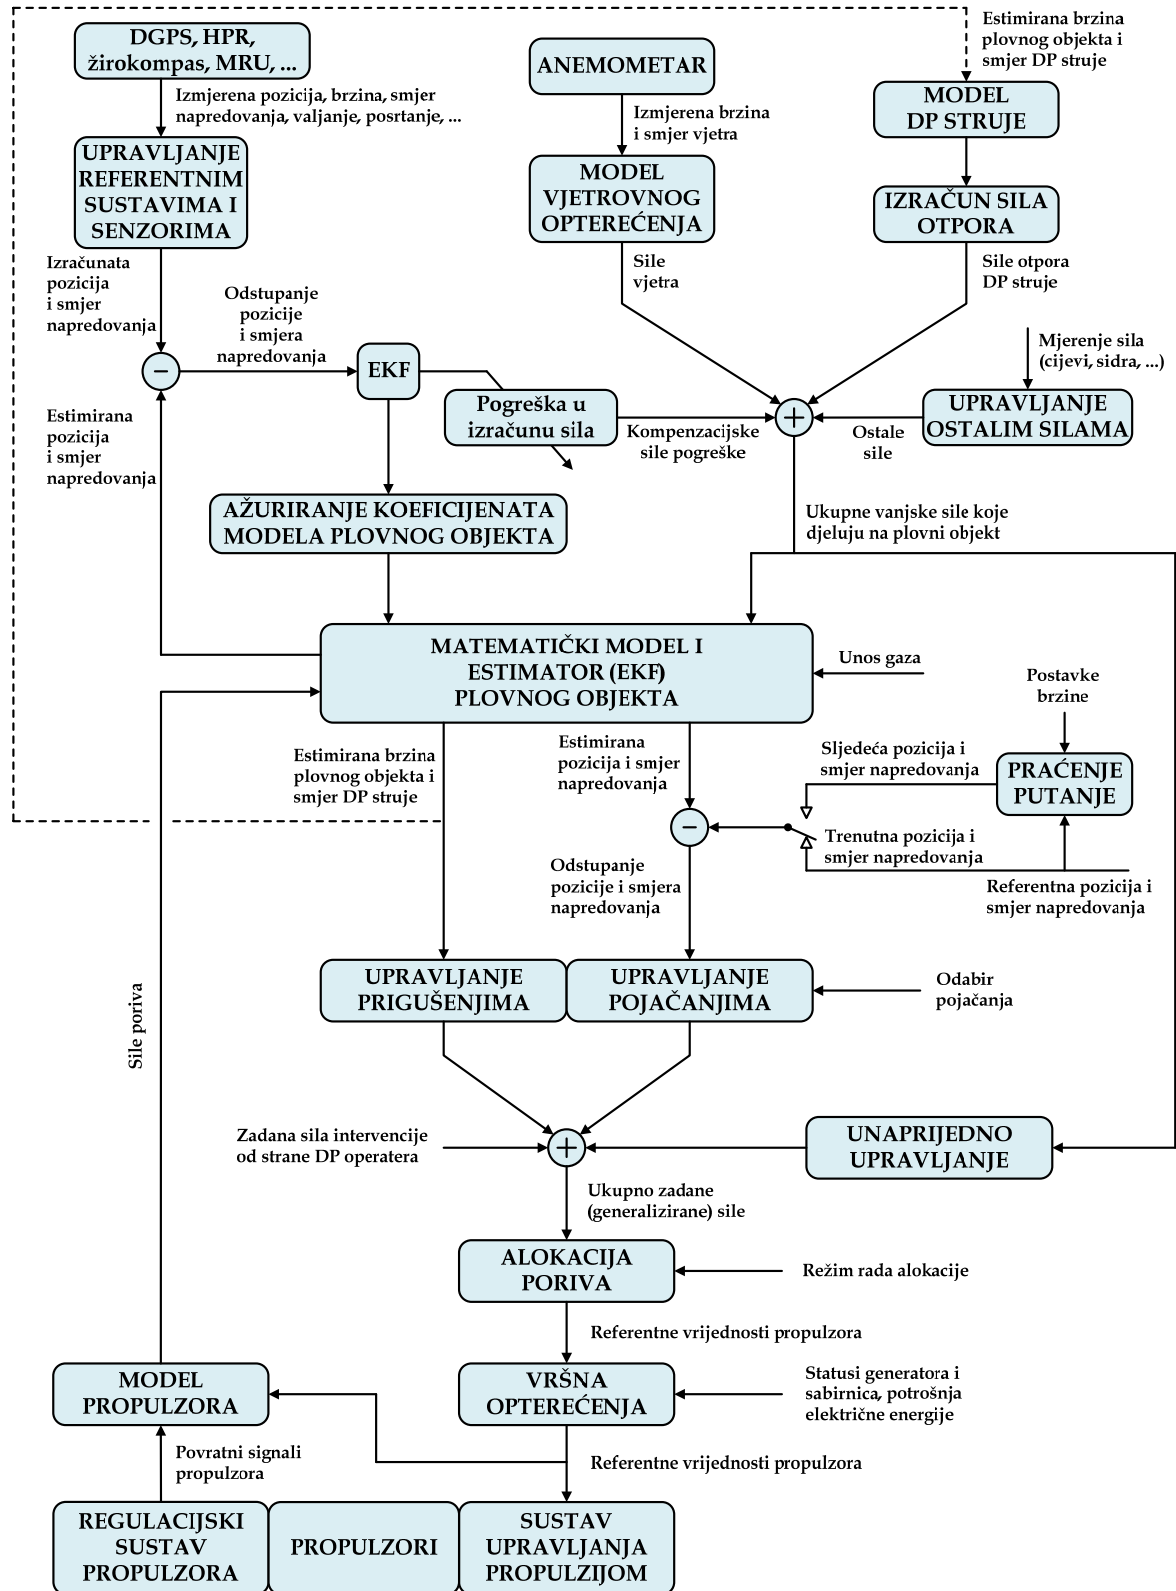 DGPS, HPR,
žirokompas, MRU, ...
Izmjerena pozicija, brzina, smjer
napredovanja, valjanje, posrtanje, ...
UPRAVLJANJE
REFERENTNIM
SUSTAVIMA I
SENZORIMA
Izračunata
pozicija
i smjer
napredovanja
ANEMOMETAR
Izmjerena brzina
i smjer vjetra
MODEL
VJETROVNOG
OPTEREĆENJA
Sile
vjetra
Estimirana brzina
plovnog objekta i
smjer DP struje
MODEL
DP STRUJE
IZRAČUN SILA
OTPORA
Sile otpora
DP struje
Odstupanje
pozicije
i smjera
napredovanja
−
EKF
Pogreška u
izračunu sila
Kompenzacijske
sile pogreške
+
Ostale
sile
Mjerenje sila
(cijevi, sidra, ...)
UPRAVLJANJE
OSTALIM SILAMA
Estimirana
pozicija
i smjer
napredovanja
AŽURIRANJE KOEFICIJENATA
MODELA PLOVNOG OBJEKTA
Ukupne vanjske sile koje
djeluju na plovni objekt
MATEMATIČKI MODEL I
ESTIMATOR (EKF)
PLOVNOG OBJEKTA
Unos gaza
Postavke
brzine
Estimirana brzina
plovnog objekta i
smjer DP struje
Estimirana
pozicija i smjer
napredovanja
Sljedeća pozicija i
smjer napredovanja
PRAĆENJE
PUTANJE
−
Trenutna pozicija i
smjer napredovanja
Referentna pozicija i
smjer napredovanja
Odstupanje
pozicije i smjera
napredovanja
UPRAVLJANJE
PRIGUŠENJIMA
UPRAVLJANJE
POJAČANJIMA
Odabir
pojačanja
Sile poriva
Zadana sila intervencije
od strane DP operatera
+
UNAPRIJEDNO
UPRAVLJANJE
Ukupno zadane
(generalizirane) sile
ALOKACIJA
PORIVA
Režim rada alokacije
Referentne vrijednosti propulzora
MODEL
PROPULZORA
VRŠNA
OPTEREĆENJA
Statusi generatora i
sabirnica, potrošnja
električne energije
Povratni signali
propulzora
Referentne vrijednosti propulzora
REGULACIJSKI
SUSTAV
PROPULZORA
PROPULZORI
SUSTAV
UPRAVLJANJA
PROPULZIJOM